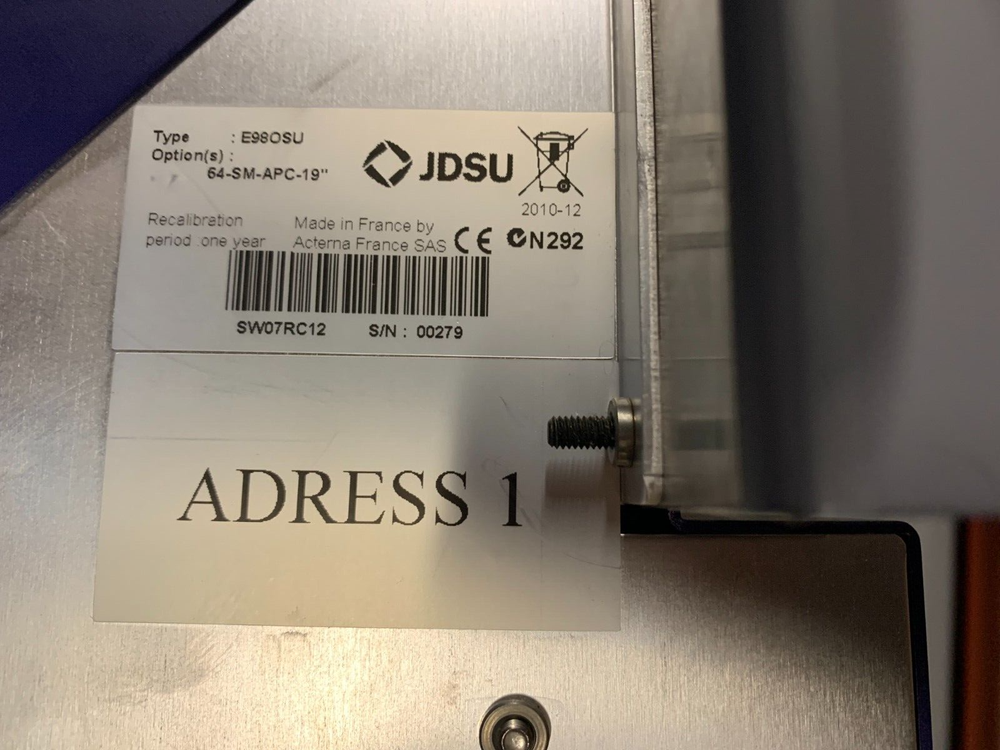 Type : E98OSU
Option(s) :
64-SM-APC-19"
JDSU
2010-12
Recalibration
period one year
Made in France by
Acterna France SAS
CE
N292
SW07RC12 S/N : 00279
ADRESS 1